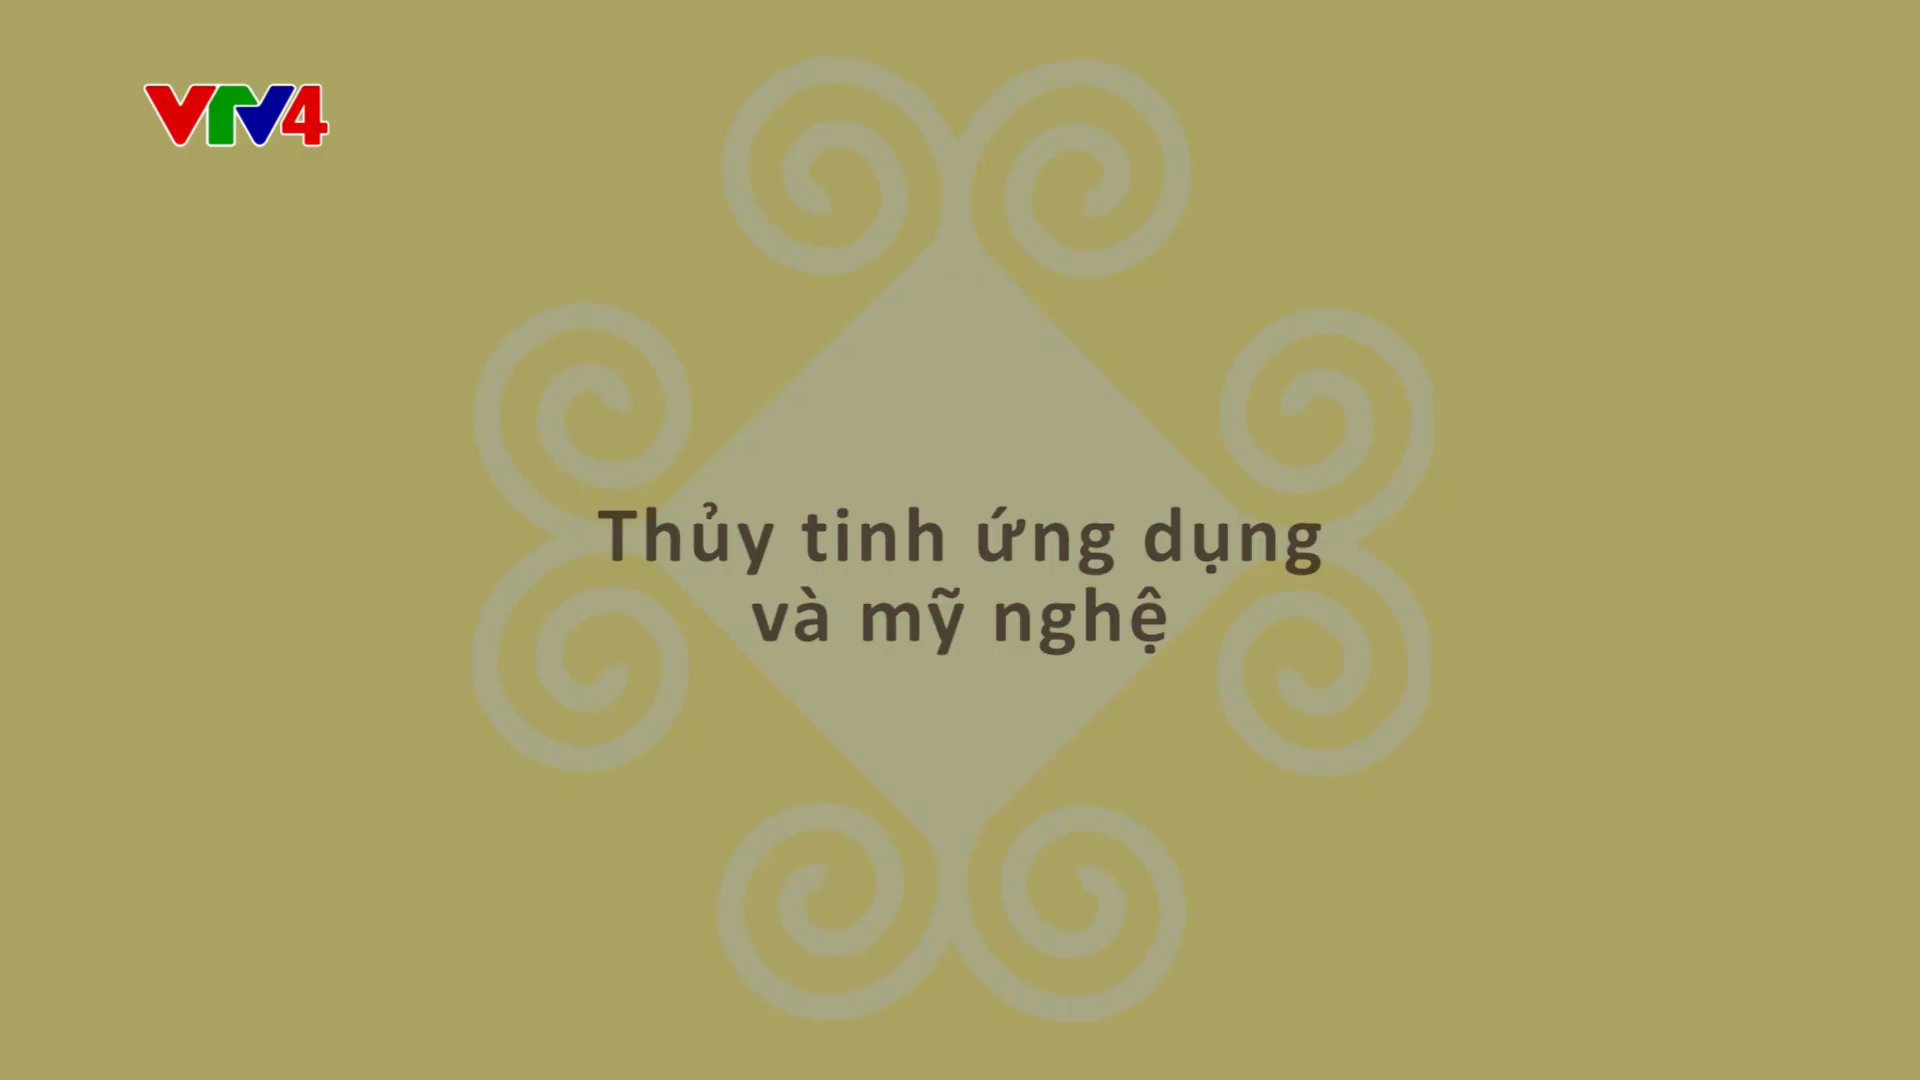 VTV4
Thủy tinh ứng dụng
và mỹ nghệ